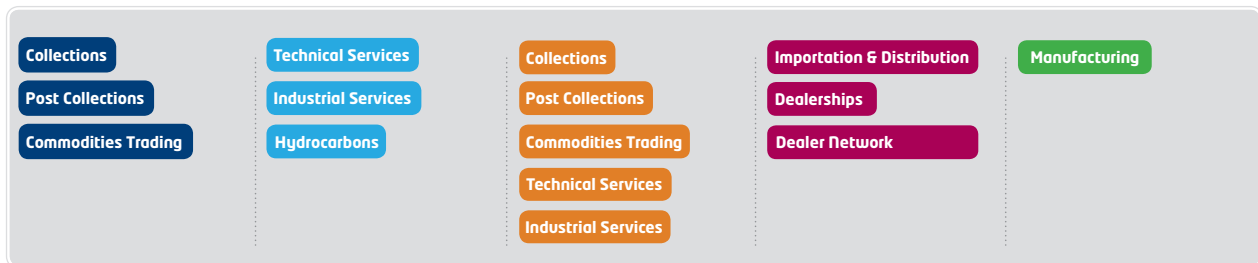 Collections
Post Collections
Commodities Trading
Technical Services
Industrial Services
Hydrocarbons
Collections
Post Collections
Commodities Trading
Technical Services
Industrial Services
Importation & Distribution
Dealerships
Dealer Network
Manufacturing